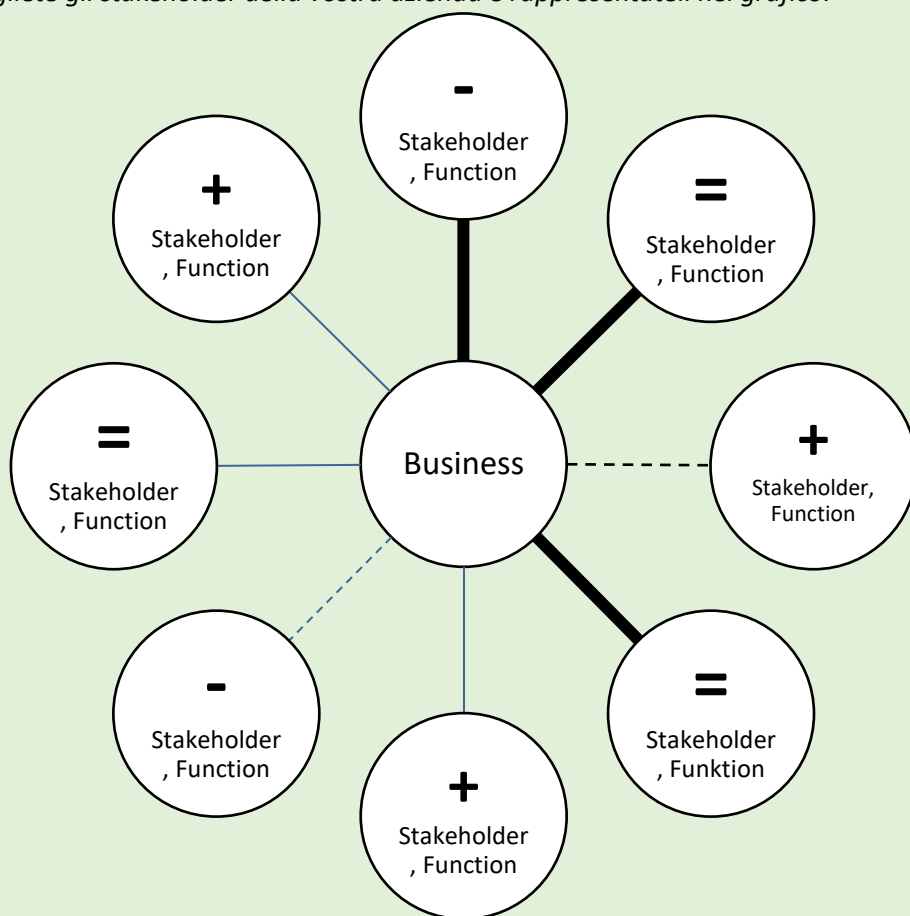 gli stakeholder della vostra azienda e rappresentateli nel grafico.
-
Stakeholder
, Function
+
Stakeholder
, Function
=
Stakeholder
, Function
=
Stakeholder
, Function
Business
+
Stakeholder,
Function
-
Stakeholder
, Function
=
Stakeholder
, Funktion
+
Stakeholder
, Function